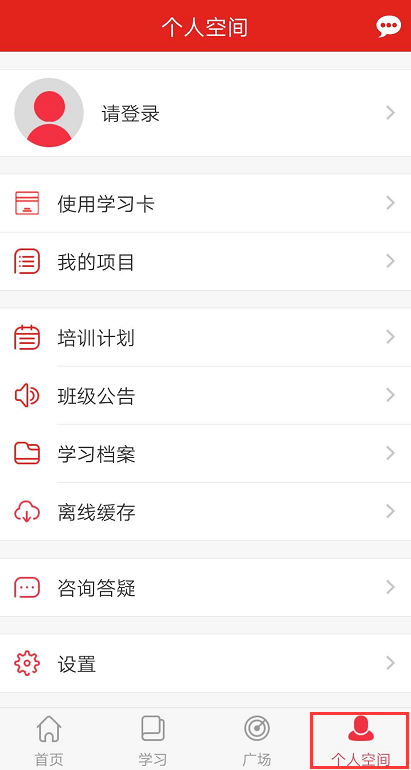 个人空间
请登录
使用学习卡
我的项目
培训计划
班级公告
学习档案
离线缓存
咨询答疑
设置
首页
学习
广场
个人空间